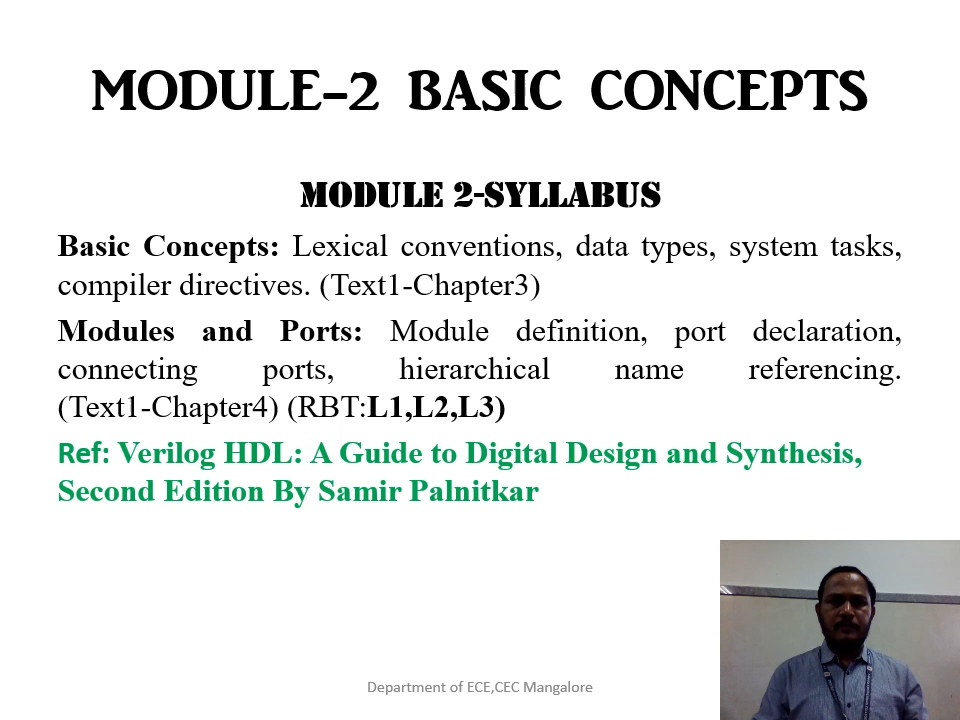 MODULE-2 BASIC CONCEPTS
MODULE 2-SYLLABUS
Basic Concepts: Lexical conventions, data types, system tasks,
compiler directives. (Text1-Chapter3)
Modules and Ports: Module definition, port declaration,
connecting ports, hierarchical name referencing.
(Text1-Chapter4) (RBT:L1,L2,L3)
Ref: Verilog HDL: A Guide to Digital Design and Synthesis,
Second Edition By Samir Palnitkar
Department of ECE,CEC Mangalore